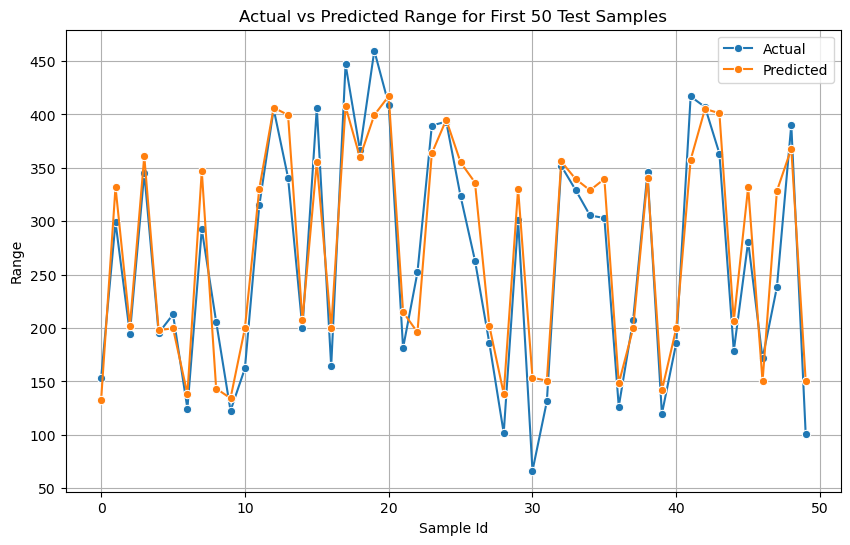 Actual vs Predicted Range for First 50 Test Samples
Actual
Predicted
450
400
350
300
250
200
150
100
50
Range
0 10 20 30 40 50
Sample Id